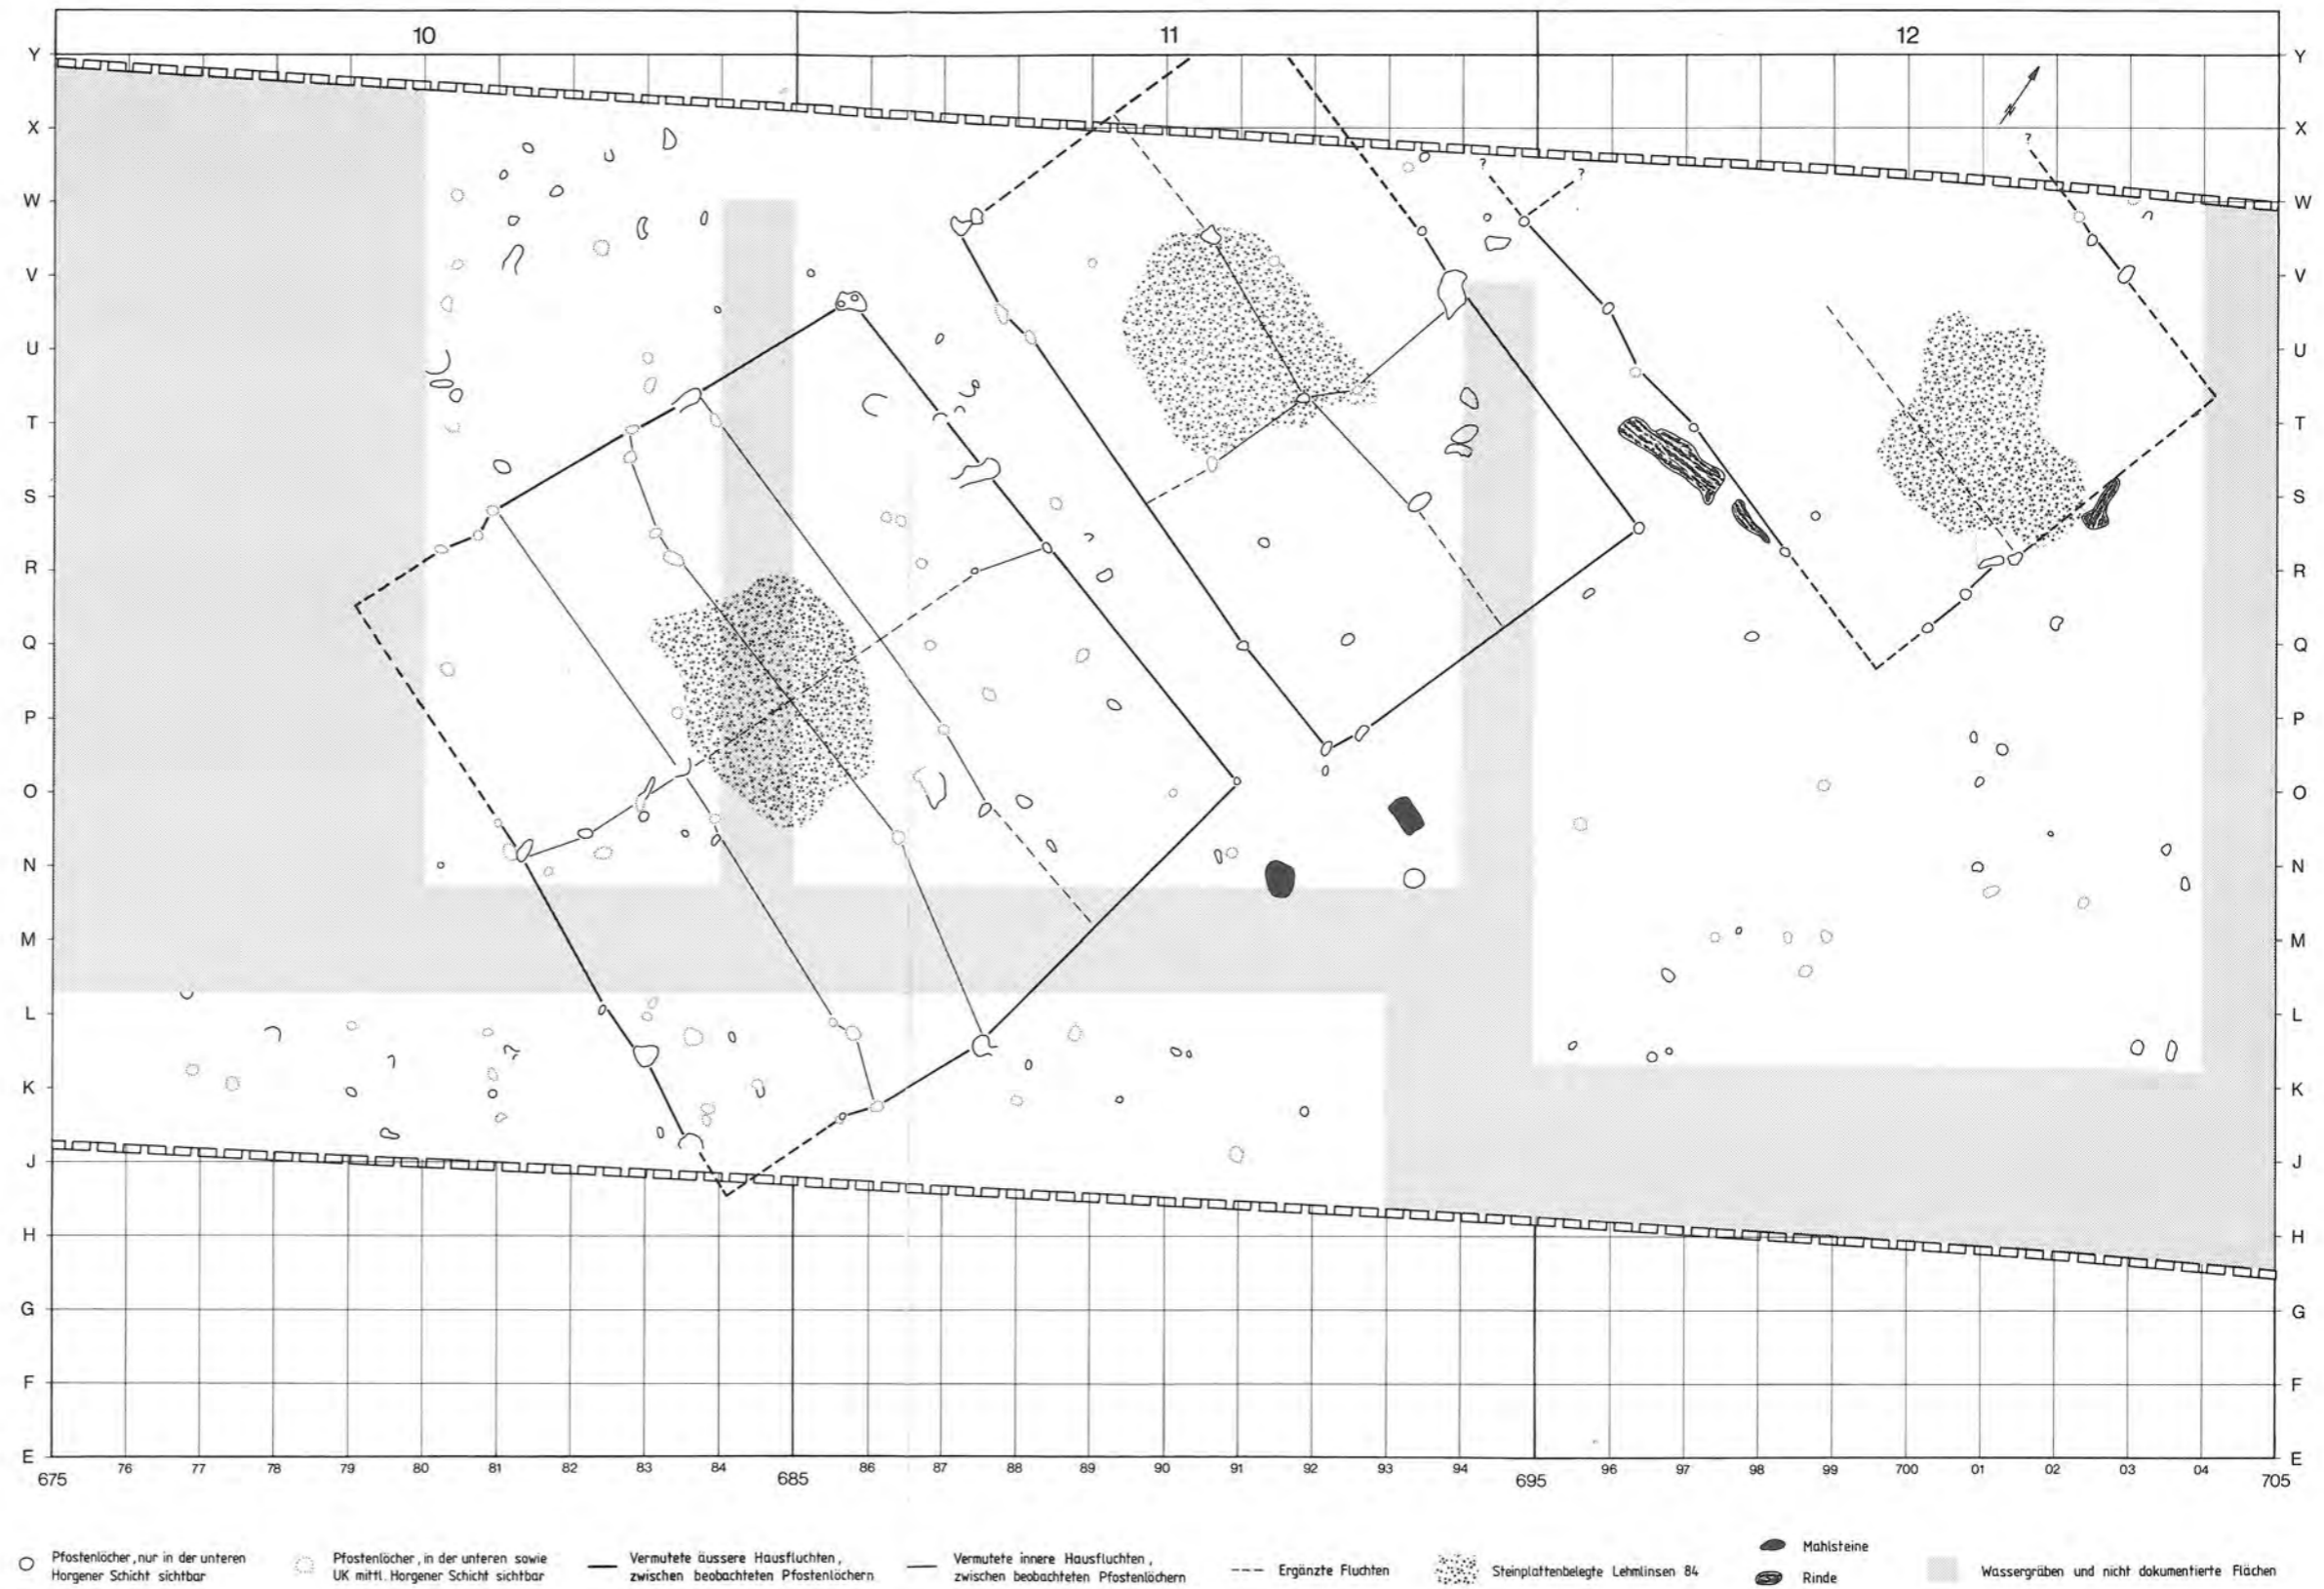 10 11 12
Y Y
X X
? ? ?
W W
V V
U U
T T
S S
R R
Q Q
P P
O O
N N
M M
L L
K K
J J
H H
G G
F F
E E
675 76 77 78 79 80 81 82 83 84 685 86 87 88 89 90 91 92 93 94 695 96 97 98 99 700 01 02 03 04 705
Pfostenlöcher, nur in der unteren
Horgener Schicht sichtbar
Pfostenlöcher, in der unteren sowie
UK mittl. Horgener Schicht sichtbar
Vermutete äussere Hausfluchten,
zwischen beobachteten Pfostenlöchern
Vermutete innere Hausfluchten,
zwischen beobachteten Pfostenlöchern
Ergänzte Fluchten
Steinplattenbelegte Lehmlinsen 84
Mahlsteine
Rinde
Wassergräben und nicht dokumentierte Flächen